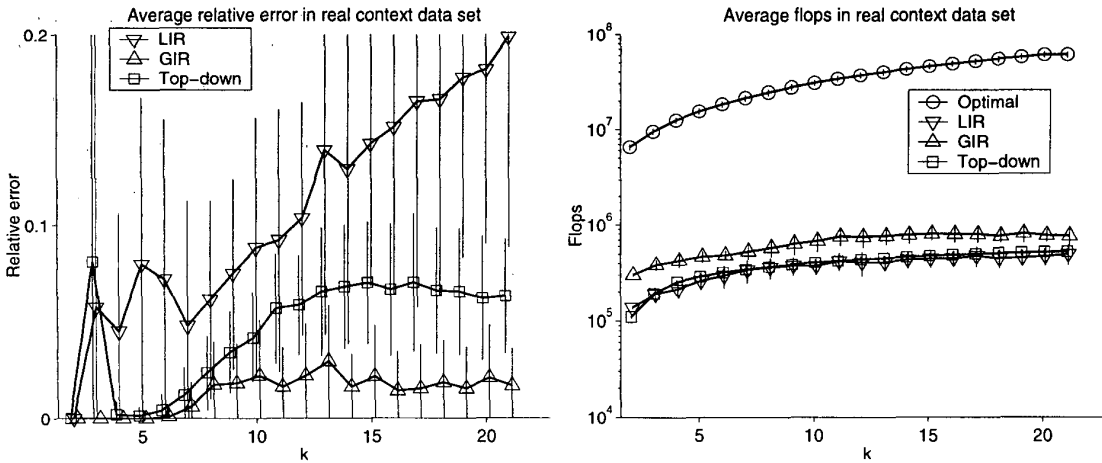 Average relative error in real context data set
0.2
LIR
GIR
Top-down
Relative error
0.1
0
5
10
15
20
k
Average flops in real context data set
10^8
Optimal
LIR
GIR
Top-down
10^7
Flops
10^6
10^5
10^4
5
10
15
20
k